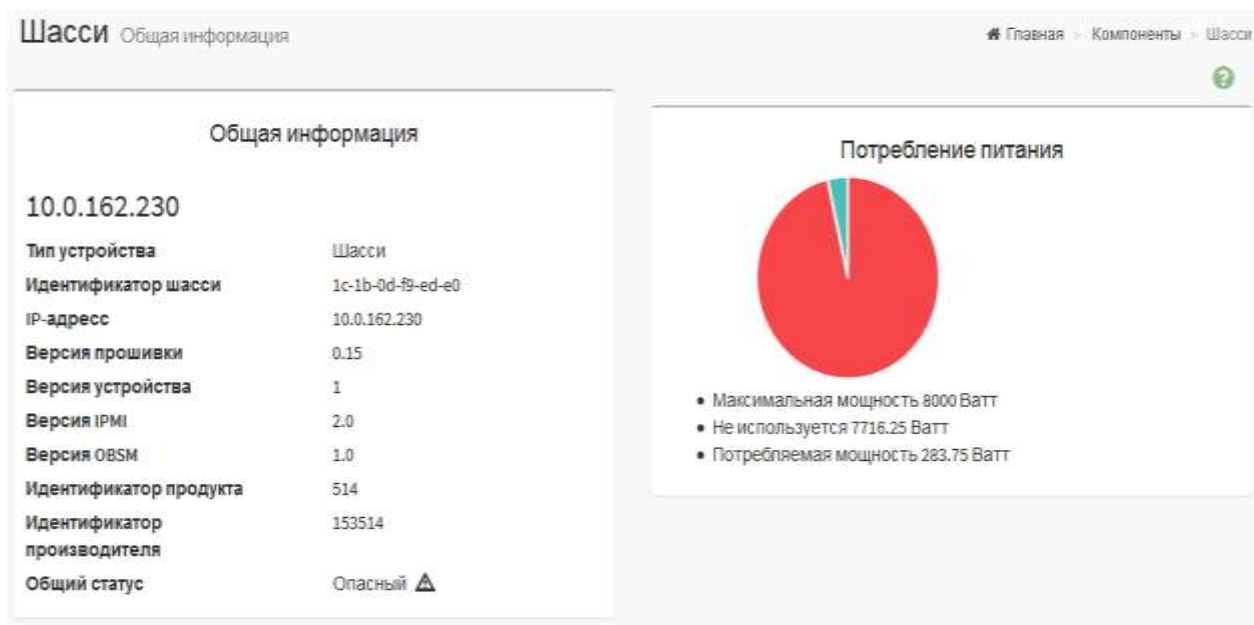 Шасси Общая информация
Главная > Компоненты > Шасси
Общая информация
10.0.162.230
Тип устройства Шасси
Идентификатор шасси 1c-1b-0d-f9-ed-e0
IP-адресс 10.0.162.230
Версия прошивки 0.15
Версия устройства 1
Версия IPMI 2.0
Версия OBSM 1.0
Идентификатор продукта 514
Идентификатор 153514
производителя
Общий статус Опасный
Потребление питания
• Максимальная мощность 8000 Ватт
• Не используется 7716.25 Ватт
• Потребляемая мощность 283.75 Ватт